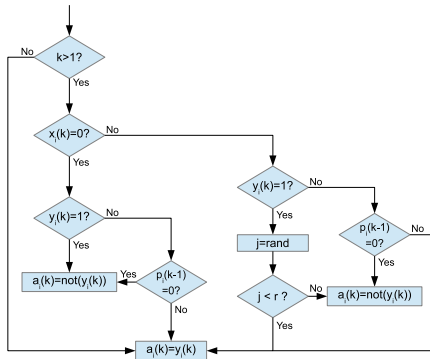 No
k>1?
Yes
xᵢ(k)=0?
No
Yes
yᵢ(k)=1?
No
Yes
yᵢ(k)=1?
No
Yes
pᵢ(k-1)
=0?
No
Yes
j=rand
aᵢ(k)=not(yᵢ(k))
Yes
pᵢ(k-1)
=0?
No
j < r ?
No
Yes
aᵢ(k)=not(yᵢ(k))
aᵢ(k)=yᵢ(k)